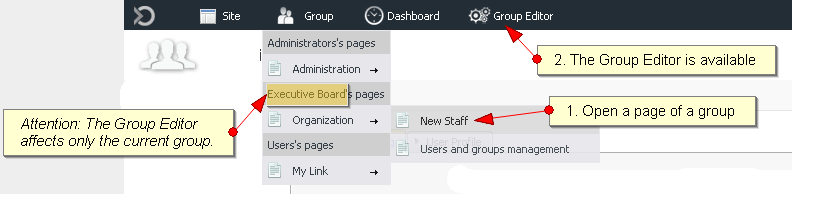 Site Group Dashboard Group Editor
Administrators's pages
2. The Group Editor is available
Administration
Executive Board's pages
Attention: The Group Editor
affects only the current group.
Organization
New Staff
1. Open a page of a group
User Profile
Users's pages
Users and groups management
My Link